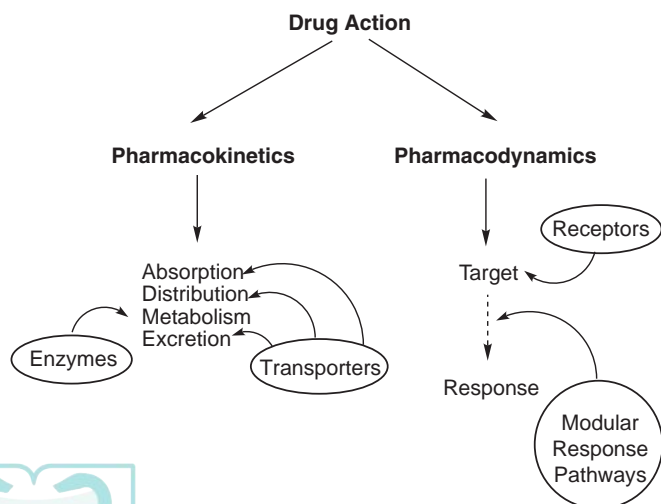 Drug Action
Pharmacokinetics
Pharmacodynamics
Absorption
Distribution
Metabolism
Excretion
Enzymes
Transporters
Receptors
Target
Response
Modular
Response
Pathways